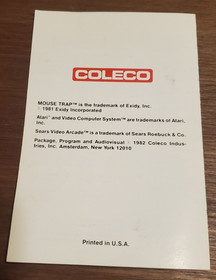 COLECO
MOUSE TRAP™ is the trademark of Exidy, Inc.
© 1981 Exidy Incorporated
Atari® and Video Computer System™ are trademarks of Atari,
Inc.
Sears Video Arcade™ is a trademark of Sears Roebuck & Co.
Package, Program and Audiovisual © 1982 Coleco Indus-
tries, Inc. Amsterdam, New York 12010
Printed in U.S.A.